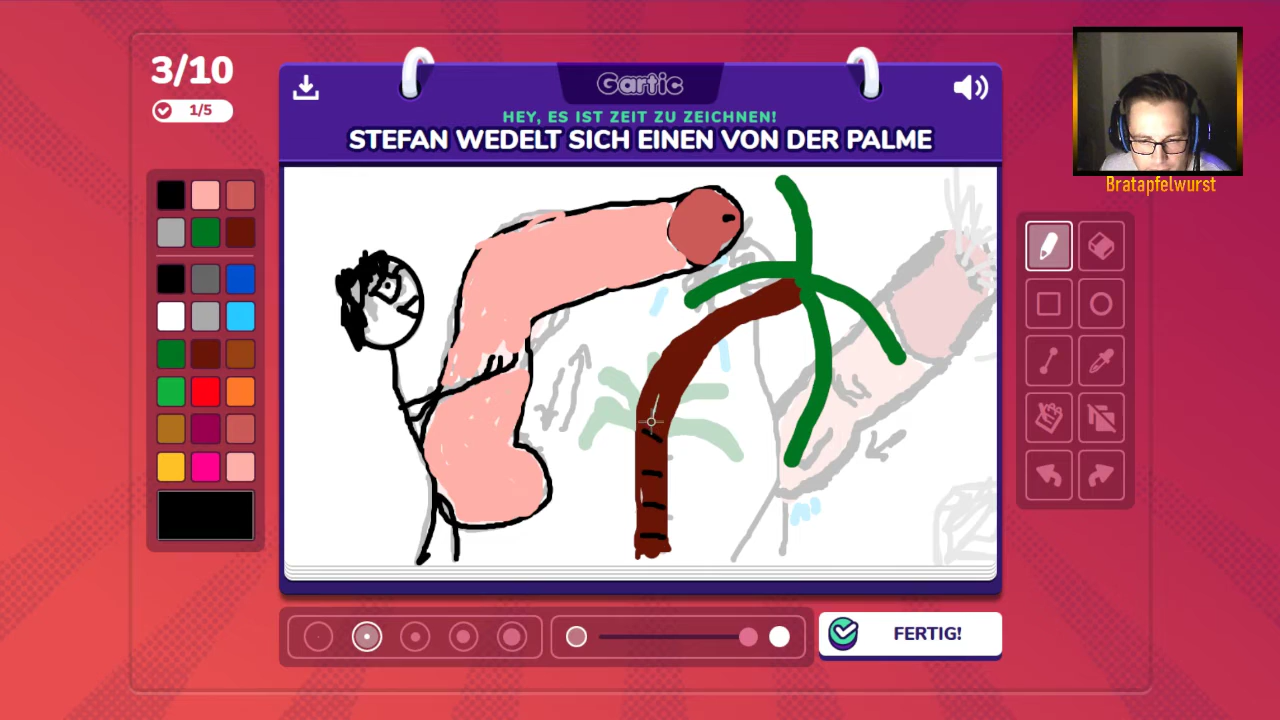 3/10
1/5
Gartic
HEY, ES IST ZEIT ZU ZEICHNEN!
STEFAN WEDELT SICH EINEN VON DER PALME
Bratapfelwurst
FERTIG!